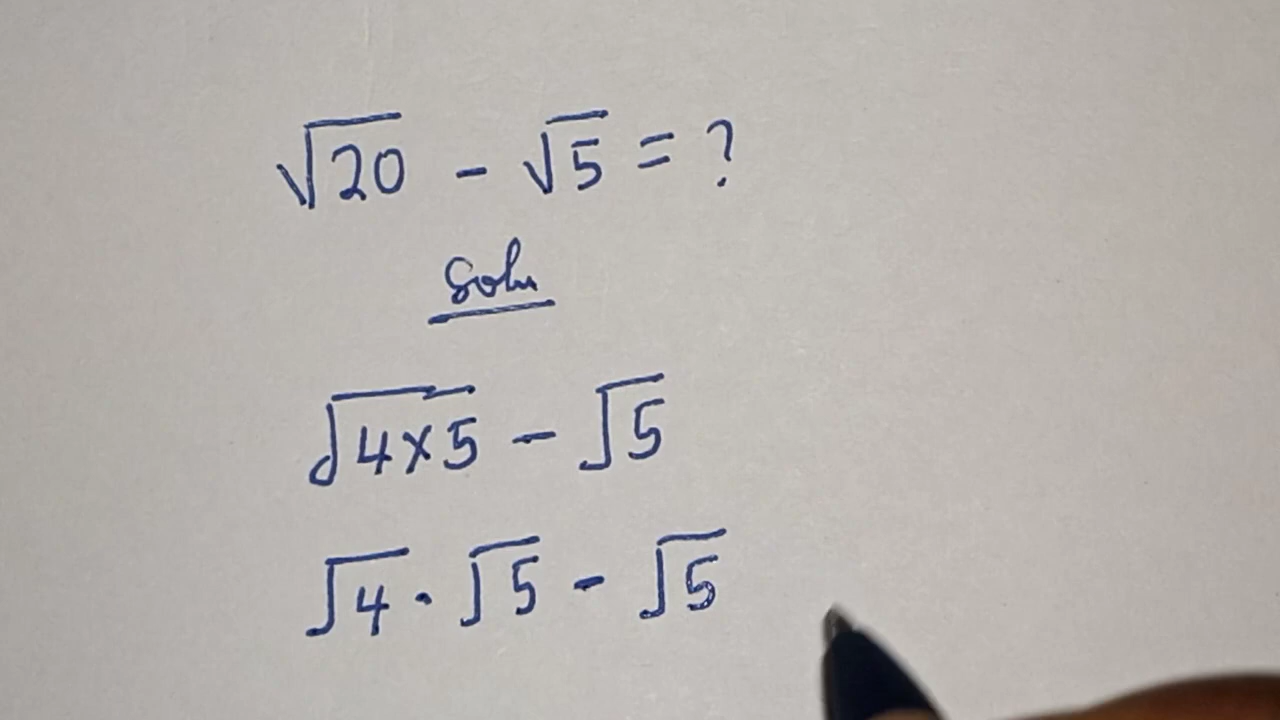 √20 - √5 = ?
Soln
√4×5 - √5
√4 · √5 - √5